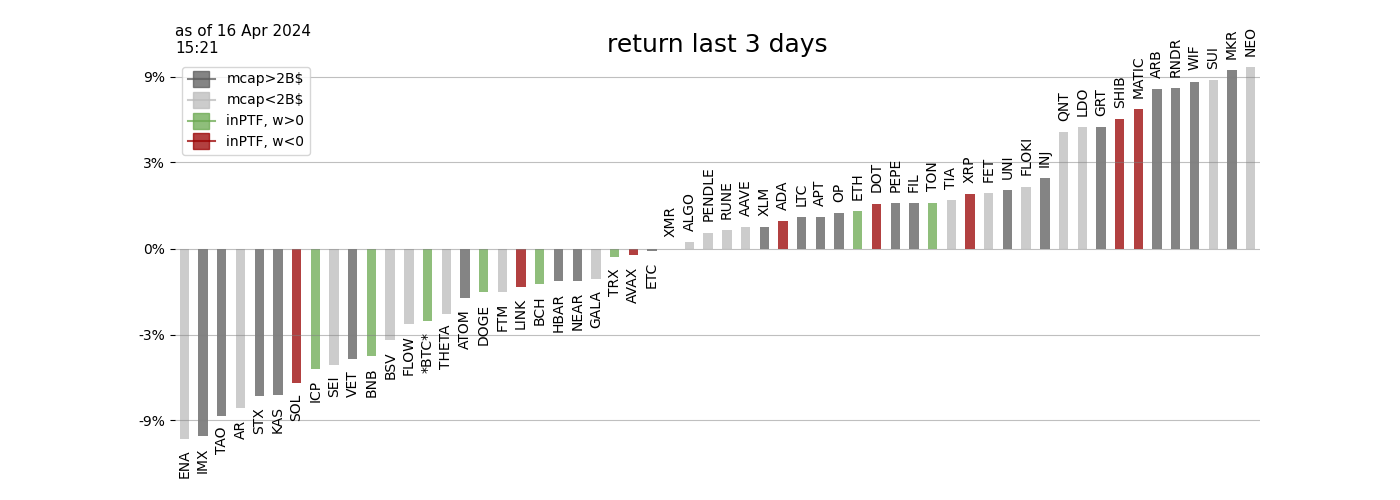 as of 16 Apr 2024
15:21
return last 3 days
mcap>2B$
mcap<2B$
inPTF, w>0
inPTF, w<0
9%
3%
0%
-3%
-9%
ENA
IMX
TAO
AR
STX
KAS
SOL
ICP
SEI
VET
BNB
BSV
FLOW
*BTC*
THETA
ATOM
DOGE
FTM
LINK
BCH
HBAR
NEAR
GALA
TRX
AVAX
ETC
XMR
ALGO
PENDLE
RUNE
AAVE
XLM
ADA
LTC
APT
OP
ETH
DOT
PEPE
FIL
TON
TIA
XRP
FET
UNI
FLOKI
INJ
QNT
LDO
GRT
SHIB
MATIC
ARB
RNDR
WIF
SUI
MKR
NEO